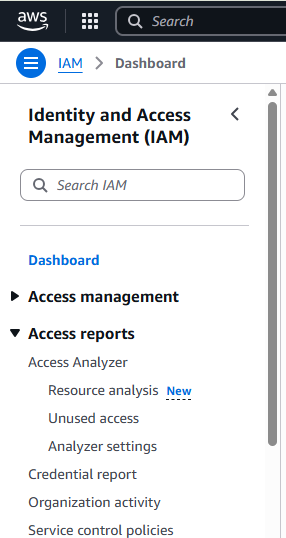 aws
Search
IAM > Dashboard
Identity and Access
Management (IAM)
Search IAM
Dashboard
Access management
Access reports
Access Analyzer
Resource analysis New
Unused access
Analyzer settings
Credential report
Organization activity
Service control policies